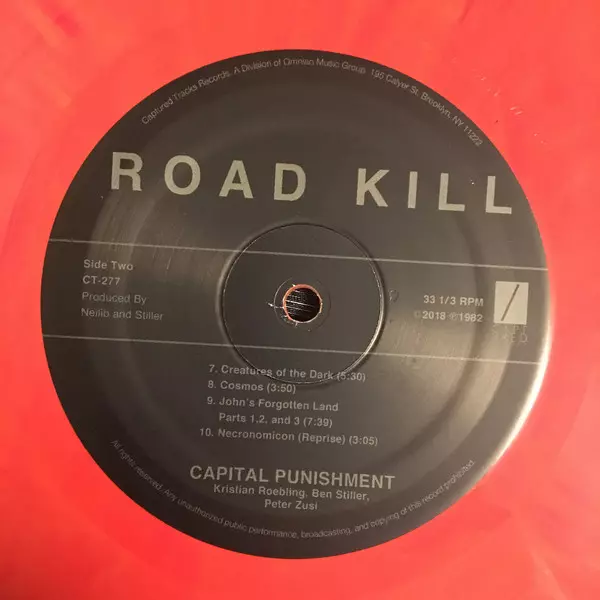 Captured Tracks Records, A Division of Omnian Music Group, 195 Calyer St. Brooklyn, NY 11222
ROAD KILL
Side Two
CT-277
Produced By
Neilib and Stiller
33 1/3 RPM
©2018 ℗1982
7. Creatures of the Dark (5:30)
8. Cosmos (3:50)
9. John's Forgotten Land
Parts 1,2, and 3 (7:39)
10. Necronomicon (Reprise) (3:05)
CAPITAL PUNISHMENT
Kristian Roebling, Ben Stiller,
Peter Zusi
All rights reserved. Any unauthorized public performance, broadcasting, and copying of this record prohibited.